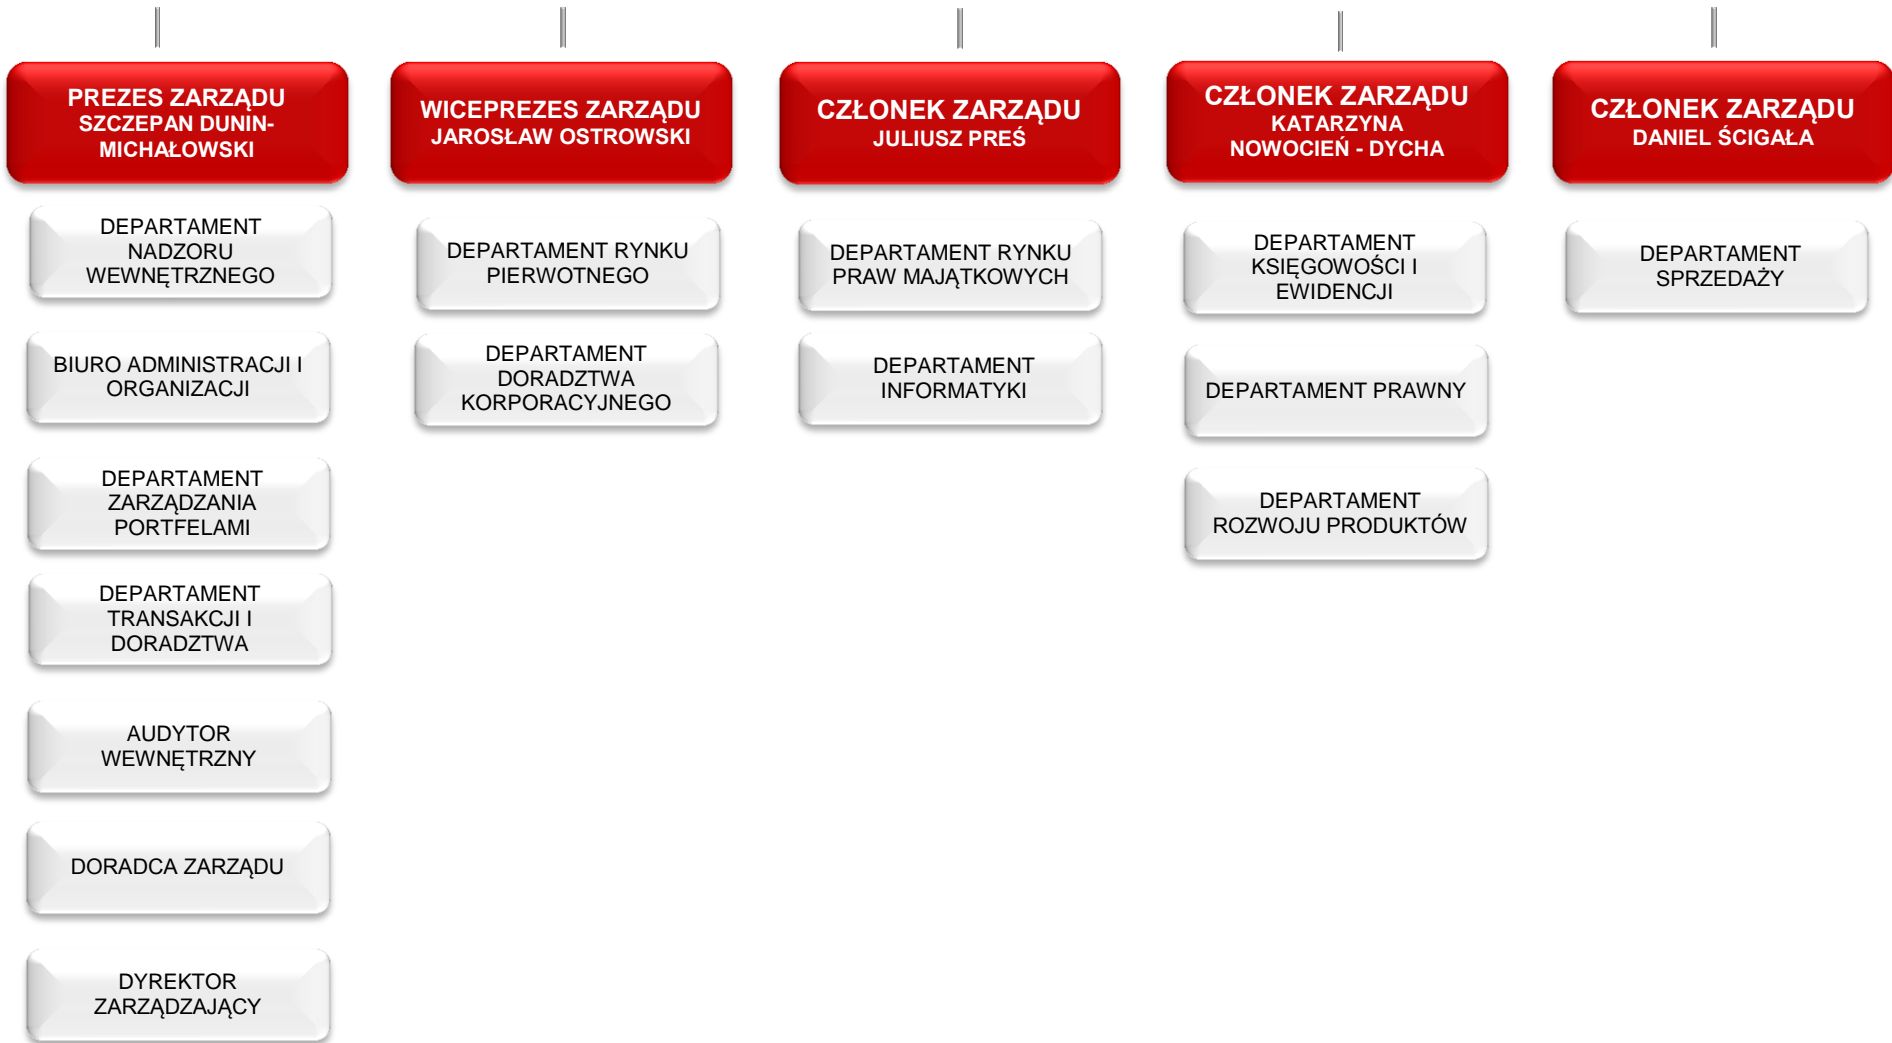 PREZES ZARZĄDU
SZCZEPAN DUNIN-
MICHAŁOWSKI
DEPARTAMENT
NADZORU
WEWNĘTRZNEGO
BIURO ADMINISTRACJI I
ORGANIZACJI
DEPARTAMENT
ZARZĄDZANIA
PORTFELAMI
DEPARTAMENT
TRANSAKCJI I
DORADZTWA
AUDYTOR
WEWNĘTRZNY
DORADCA ZARZĄDU
DYREKTOR
ZARZĄDZAJĄCY
WICEPREZES ZARZĄDU
JAROSŁAW OSTROWSKI
DEPARTAMENT RYNKU
PIERWOTNEGO
DEPARTAMENT
DORADZTWA
KORPORACYJNEGO
CZŁONEK ZARZĄDU
JULIUSZ PREŚ
DEPARTAMENT RYNKU
PRAW MAJĄTKOWYCH
DEPARTAMENT
INFORMATYKI
CZŁONEK ZARZĄDU
KATARZYNA
NOWOCIEŃ - DYCHA
DEPARTAMENT
KSIĘGOWOŚCI I
EWIDENCJI
DEPARTAMENT PRAWNY
DEPARTAMENT
ROZWOJU PRODUKTÓW
CZŁONEK ZARZĄDU
DANIEL ŚCIGAŁA
DEPARTAMENT
SPRZEDAŻY